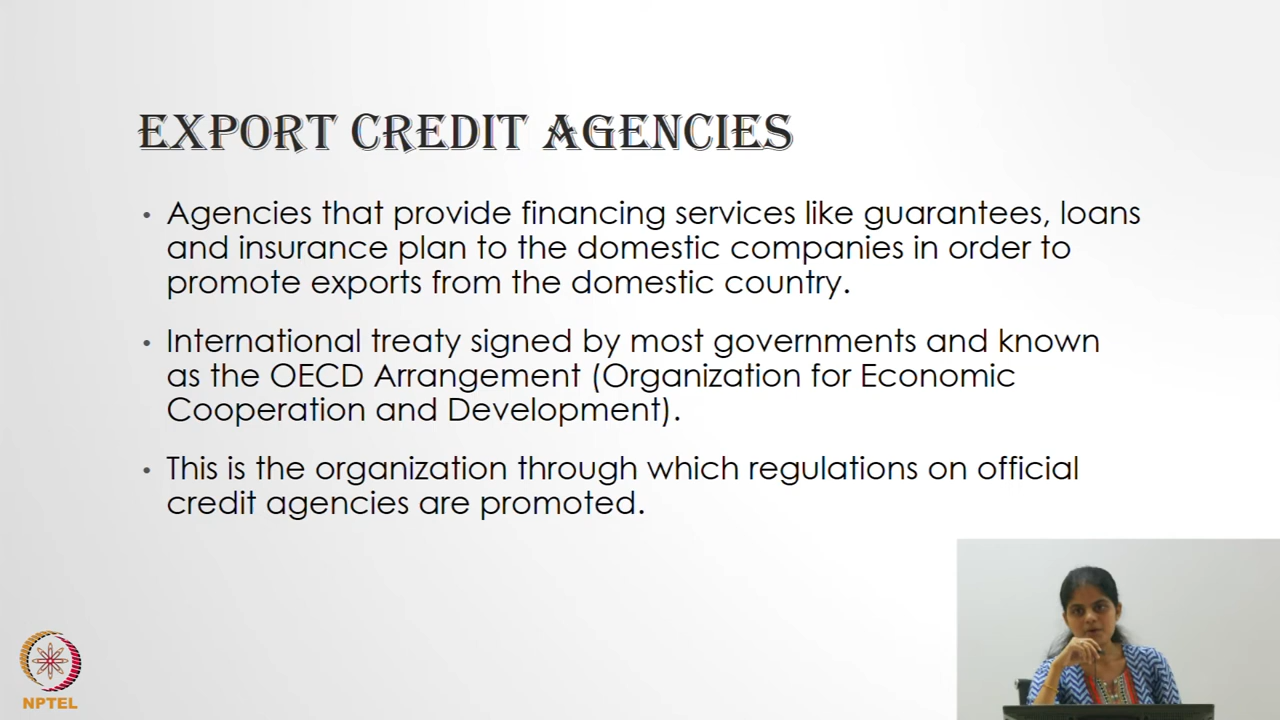 EXPORT CREDIT AGENCIES
• Agencies that provide financing services like guarantees, loans
and insurance plan to the domestic companies in order to
promote exports from the domestic country.
• International treaty signed by most governments and known
as the OECD Arrangement (Organization for Economic
Cooperation and Development).
• This is the organization through which regulations on official
credit agencies are promoted.
NPTEL